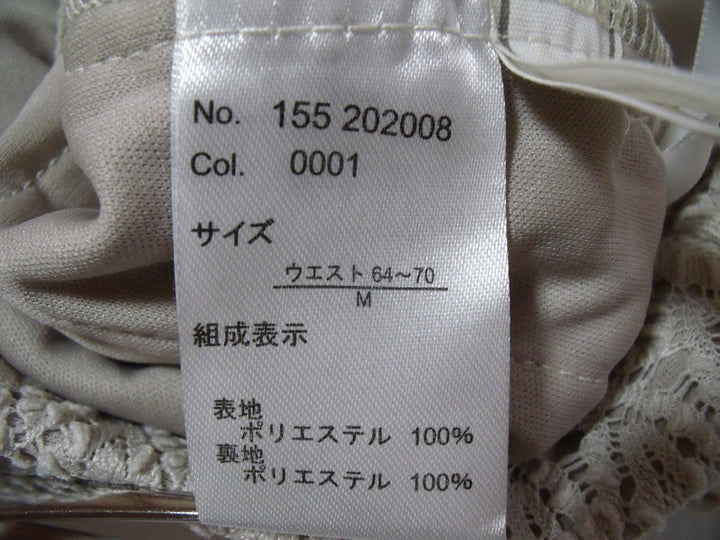 No. 155 202008
Col. 0001
サイズ
ウエスト 64～70
M
組成表示
表地
ポリエステル 100%
裏地
ポリエステル 100%